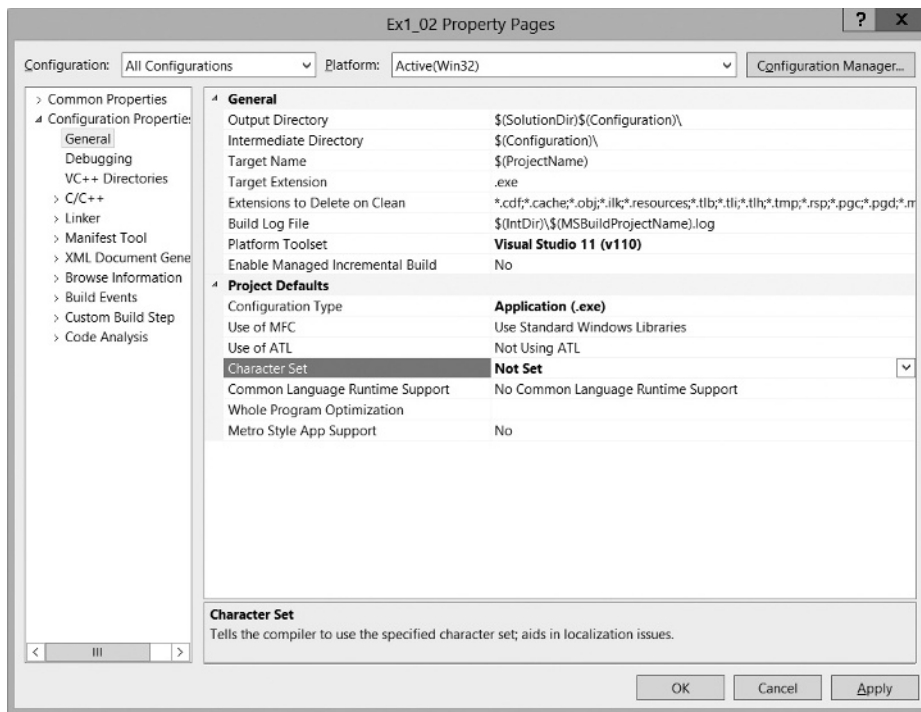 Ex1_02 Property Pages
? X
Configuration: All Configurations Platform: Active(Win32) Configuration Manager...
Common Properties
Configuration Properties
General
Debugging
VC++ Directories
C/C++
Linker
Manifest Tool
XML Document Gene
Browse Information
Build Events
Custom Build Step
Code Analysis
General
Output Directory $(SolutionDir)$(Configuration)\
Intermediate Directory $(Configuration)\
Target Name $(ProjectName)
Target Extension .exe
Extensions to Delete on Clean *.cdf;*.cache;*.obj;*.ilk;*.resources;*.tlb;*.tli;*.tlh;*.tmp;*.rsp;*.pgc;*.pgd;*.m
Build Log File $(IntDir)\$(MSBuildProjectName).log
Platform Toolset Visual Studio 11 (v110)
Enable Managed Incremental Build No
Project Defaults
Configuration Type Application (.exe)
Use of MFC Use Standard Windows Libraries
Use of ATL Not Using ATL
Character Set Not Set
Common Language Runtime Support No Common Language Runtime Support
Whole Program Optimization
Metro Style App Support No
Character Set
Tells the compiler to use the specified character set; aids in localization issues.
OK Cancel Apply